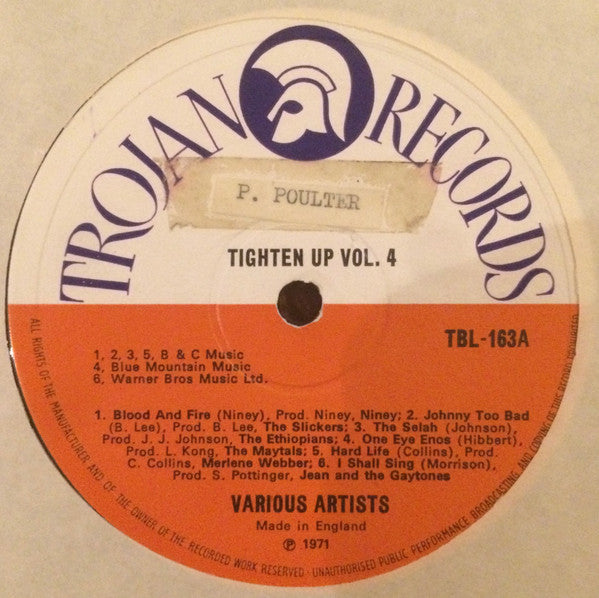 TROJAN RECORDS
P. POULTER
TIGHTEN UP VOL. 4
TBL-163A
1, 2, 3, 5, B & C Music
4, Blue Mountain Music
6, Warner Bros Music Ltd.
1. Blood And Fire (Niney), Prod. Niney, Niney; 2. Johnny Too Bad
(B. Lee), Prod. B. Lee, The Slickers; 3. The Selah (Johnson),
Prod. J. J. Johnson, The Ethiopians; 4. One Eye Enos (Hibbert),
Prod. L. Kong, The Maytals; 5. Hard Life (Collins), Prod.
C. Collins, Merlene Webber; 6. I Shall Sing (Morrison),
Prod. S. Pottinger, Jean and the Gaytones
VARIOUS ARTISTS
Made in England
℗ 1971
ALL RIGHTS OF THE MANUFACTURER AND OF THE OWNER OF THE RECORDED WORK RESERVED · UNAUTHORISED PUBLIC PERFORMANCE BROADCASTING AND COPYING OF THIS RECORD PROHIBITED